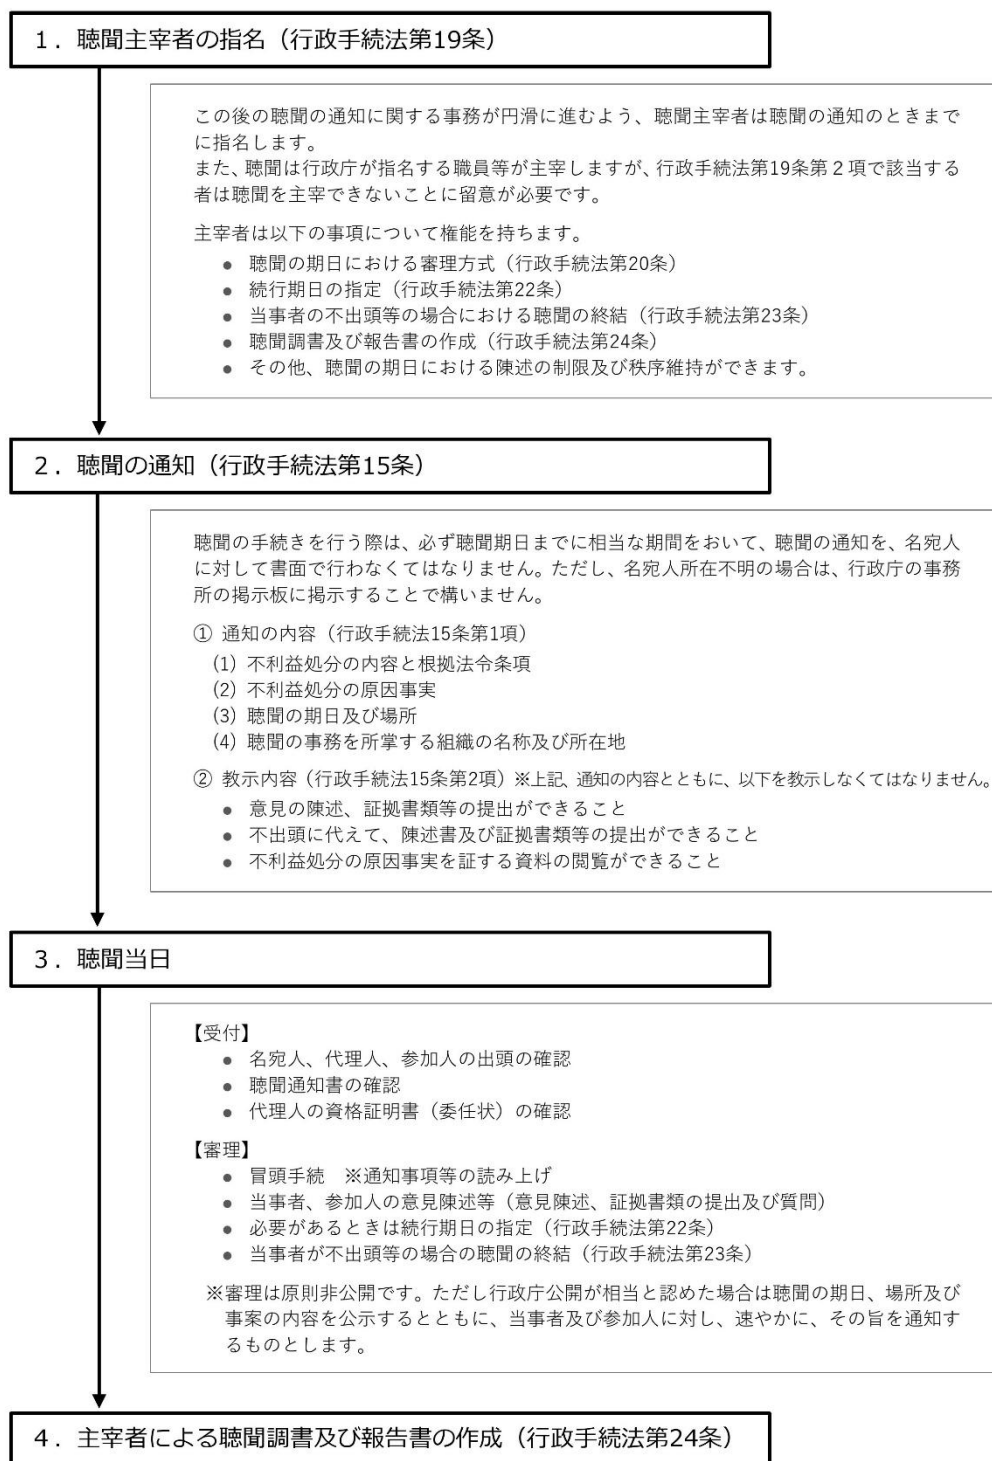 １．聴聞主宰者の指名（行政手続法第19条）
この後の聴聞の通知に関する事務が円滑に進むよう、聴聞主宰者は聴聞の通知のときまで
に指名します。
また、聴聞は行政庁が指名する職員等が主宰しますが、行政手続法第19条第２項で該当する
者は聴聞を主宰できないことに留意が必要です。
主宰者は以下の事項について権能を持ちます。
● 聴聞の期日における審理方式（行政手続法第20条）
● 続行期日の指定（行政手続法第22条）
● 当事者の不出頭等の場合における聴聞の終結（行政手続法第23条）
● 聴聞調書及び報告書の作成（行政手続法第24条）
● その他、聴聞の期日における陳述の制限及び秩序維持ができます。
２．聴聞の通知（行政手続法第15条）
聴聞の手続きを行う際は、必ず聴聞期日までに相当な期間をおいて、聴聞の通知を、名宛人
に対して書面で行わなくてはなりません。ただし、名宛人所在不明の場合は、行政庁の事務
所の掲示板に掲示することで構いません。
① 通知の内容（行政手続法15条第1項）
(1) 不利益処分の内容と根拠法令条項
(2) 不利益処分の原因事実
(3) 聴聞の期日及び場所
(4) 聴聞の事務を所掌する組織の名称及び所在地
② 教示内容（行政手続法15条第2項）※上記、通知の内容とともに、以下を教示しなくてはなりません。
● 意見の陳述、証拠書類等の提出ができること
● 不出頭に代えて、陳述書及び証拠書類等の提出ができること
● 不利益処分の原因事実を証する資料の閲覧ができること
３．聴聞当日
【受付】
● 名宛人、代理人、参加人の出頭の確認
● 聴聞通知書の確認
● 代理人の資格証明書（委任状）の確認
【審理】
● 冒頭手続　※通知事項等の読み上げ
● 当事者、参加人の意見陳述等（意見陳述、証拠書類の提出及び質問）
● 必要があるときは続行期日の指定（行政手続法第22条）
● 当事者が不出頭等の場合の聴聞の終結（行政手続法第23条）
※審理は原則非公開です。ただし行政庁公開が相当と認めた場合は聴聞の期日、場所及び
事案の内容を公示するとともに、当事者及び参加人に対し、速やかに、その旨を通知す
るものとします。
４．主宰者による聴聞調書及び報告書の作成（行政手続法第24条）